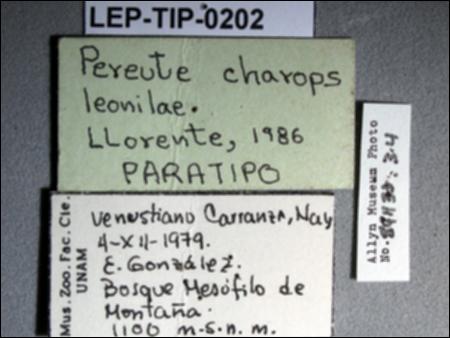 LEP-TIP-0202
Pereute charops
leonilae.
LLorente, 1986
PARATIPO
Mus. Zoo. Fac. Cie.
UNAM
Venustiano Carranza, Nay
4-XII-1979.
E. González.
Bosque Mesófilo de
Montaña.
1100 m.s.n.m.
Allyn Museum Photo
No.